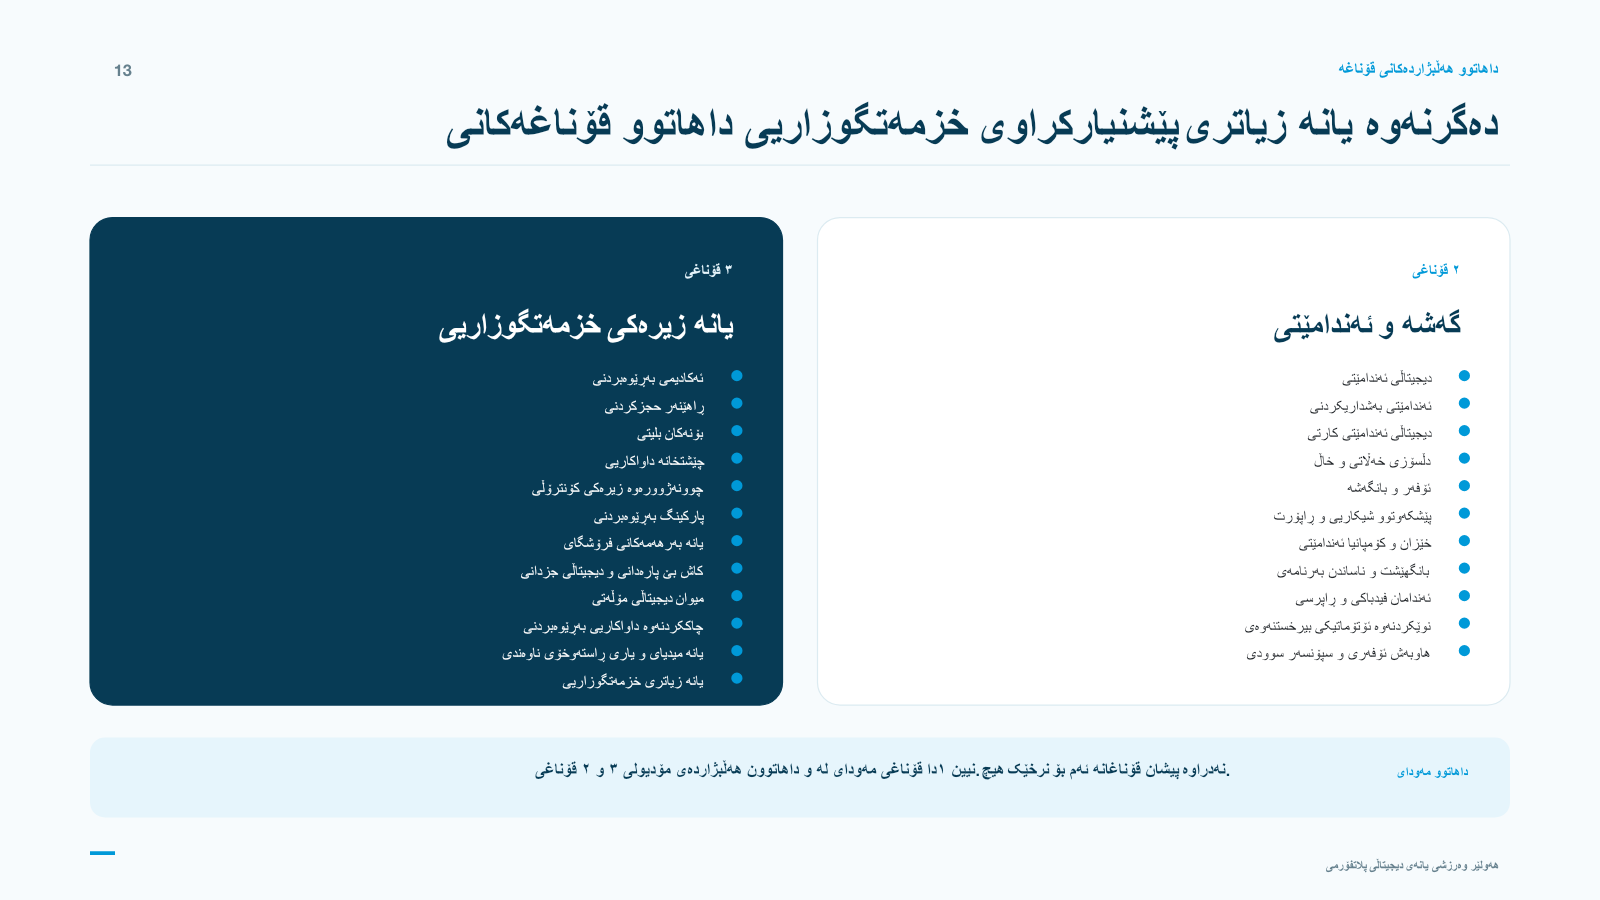 داهاتوو هەڵبژاردەکانی قۆناغە
13
دەگرنەوە یانە زیاتری پێشنیارکراوی خزمەتگوزاریی داهاتوو قۆناغەکانی
٢ قۆناغی
گەشە و ئەندامێتی
دیجیتاڵی ئەندامێتی
ئەندامێتی بەشداریکردنی
دیجیتاڵی ئەندامێتی کارتی
دڵسۆزی خەڵاتی و خاڵ
ئۆفەر و بانگەشە
پێشکەوتوو شیکاریی و ڕاپۆرت
خێزان و کۆمپانیا ئەندامێتی
بانگهێشت و ناساندن بەرنامەی
ئەندامان فیدباکی و ڕاپرسی
نوێکردنەوە ئۆتۆماتیکی بیرخستنەوەی
هاوبەش ئۆفەری و سپۆنسەر سوودی
٣ قۆناغی
یانە زیرەکی خزمەتگوزاریی
ئەکادیمی بەڕێوەبردنی
ڕاهێنەر حجزکردنی
بۆنەکان بلیتی
چێشتخانە داواکاریی
چوونەژوورەوە زیرەکی کۆنترۆڵی
پارکینگ بەڕێوەبردنی
یانە بەرهەمەکانی فرۆشگای
کاش بێ پارەدانی و دیجیتاڵی جزدانی
میوان دیجیتاڵی مۆڵەتی
چاککردنەوە داواکاریی بەڕێوەبردنی
یانە میدیای و یاری ڕاستەوخۆی ناوەندی
یانە زیاتری خزمەتگوزاریی
داهاتوو مەودای
.نەدراوە پیشان قۆناغانە ئەم بۆ نرخێک هیچ .نیین ١دا قۆناغی مەودای لە و داهاتوون هەڵبژاردەی مۆدیولی ٣ و ٢ قۆناغی
هەولێر وەرزشی یانەی دیجیتاڵی پلاتفۆرمی